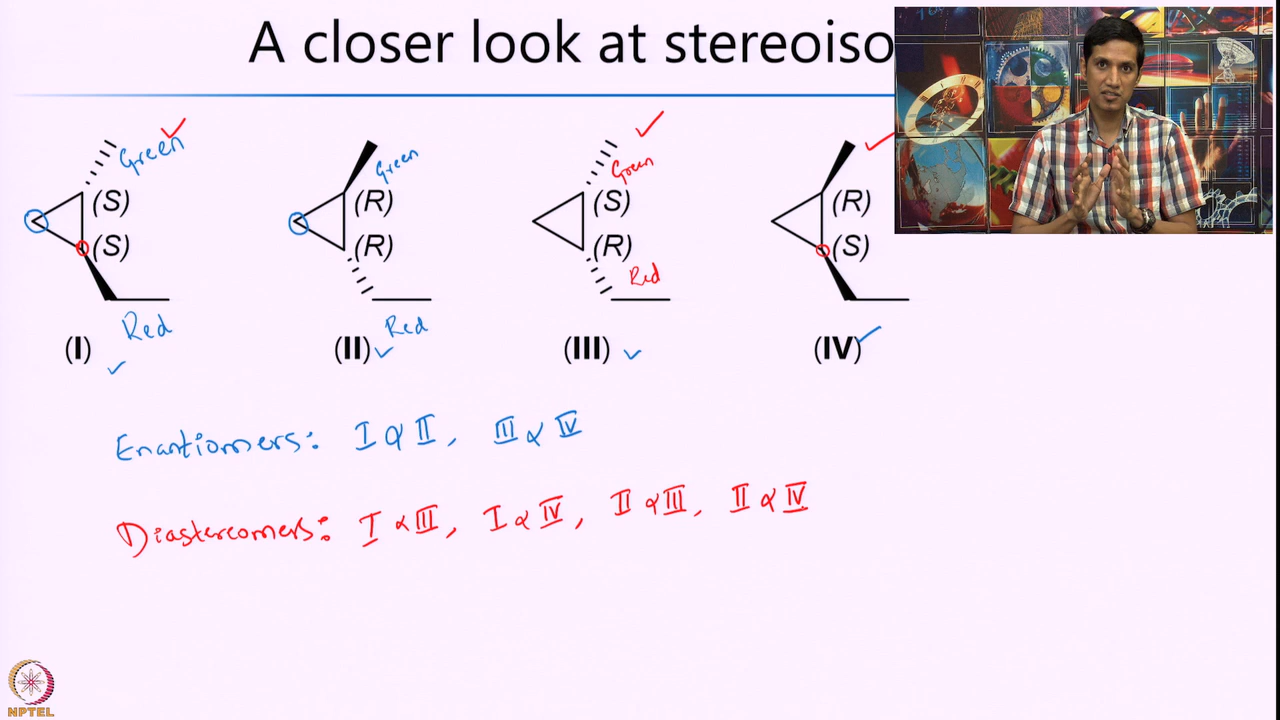 A closer look at stereoiso
Green Green Green
(S) (R) (S) (R)
(S) (R) (R) (S)
Red Red Red
(I) (II) (III) (IV)
Enantiomers: I & II, III & IV
Diastereomers: I & III, I & IV, II & III, II & IV
NPTEL